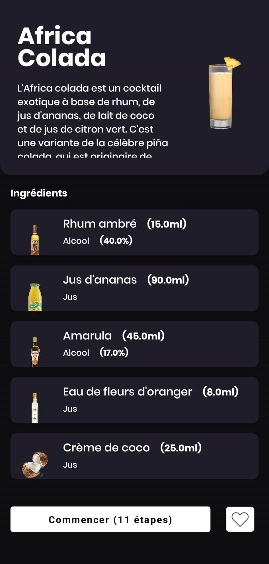 Africa
Colada
L'Africa colada est un cocktail
exotique à base de rhum, de
jus d'ananas, de lait de coco
et de jus de citron vert. C'est
une variante de la célèbre piña
colada, qui est originaire de
Ingrédients
Rhum ambré (15.0ml)
Alcool (40.0%)
Jus d'ananas (90.0ml)
Jus
Amarula (45.0ml)
Alcool (17.0%)
Eau de fleurs d'oranger (8.0ml)
Jus
Crème de coco (25.0ml)
Jus
Commencer (11 étapes)